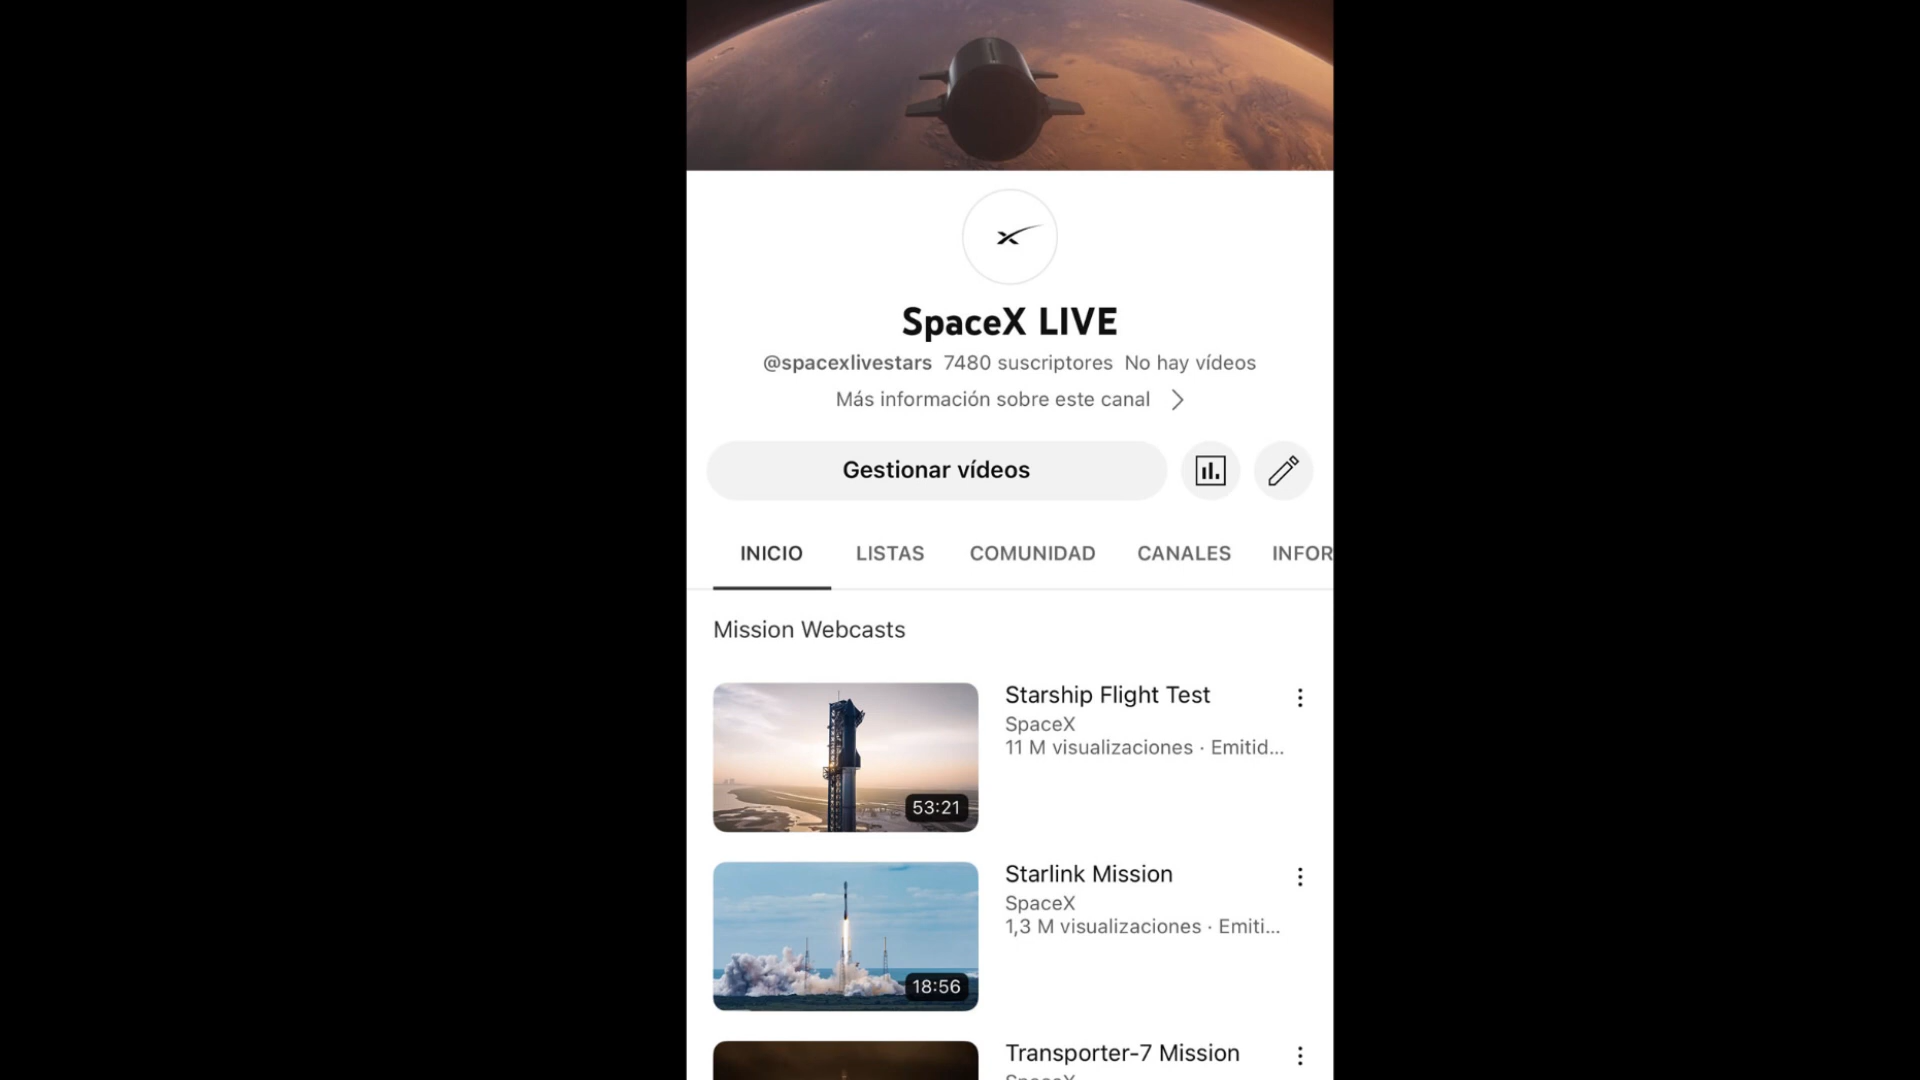 SpaceX LIVE
@spacexlivestars 7480 suscriptores No hay vídeos
Más información sobre este canal
Gestionar vídeos
INICIO LISTAS COMUNIDAD CANALES INFOR
Mission Webcasts
Starship Flight Test
SpaceX
11 M visualizaciones · Emitid...
53:21
Starlink Mission
SpaceX
1,3 M visualizaciones · Emiti...
18:56
Transporter-7 Mission
SpaceX